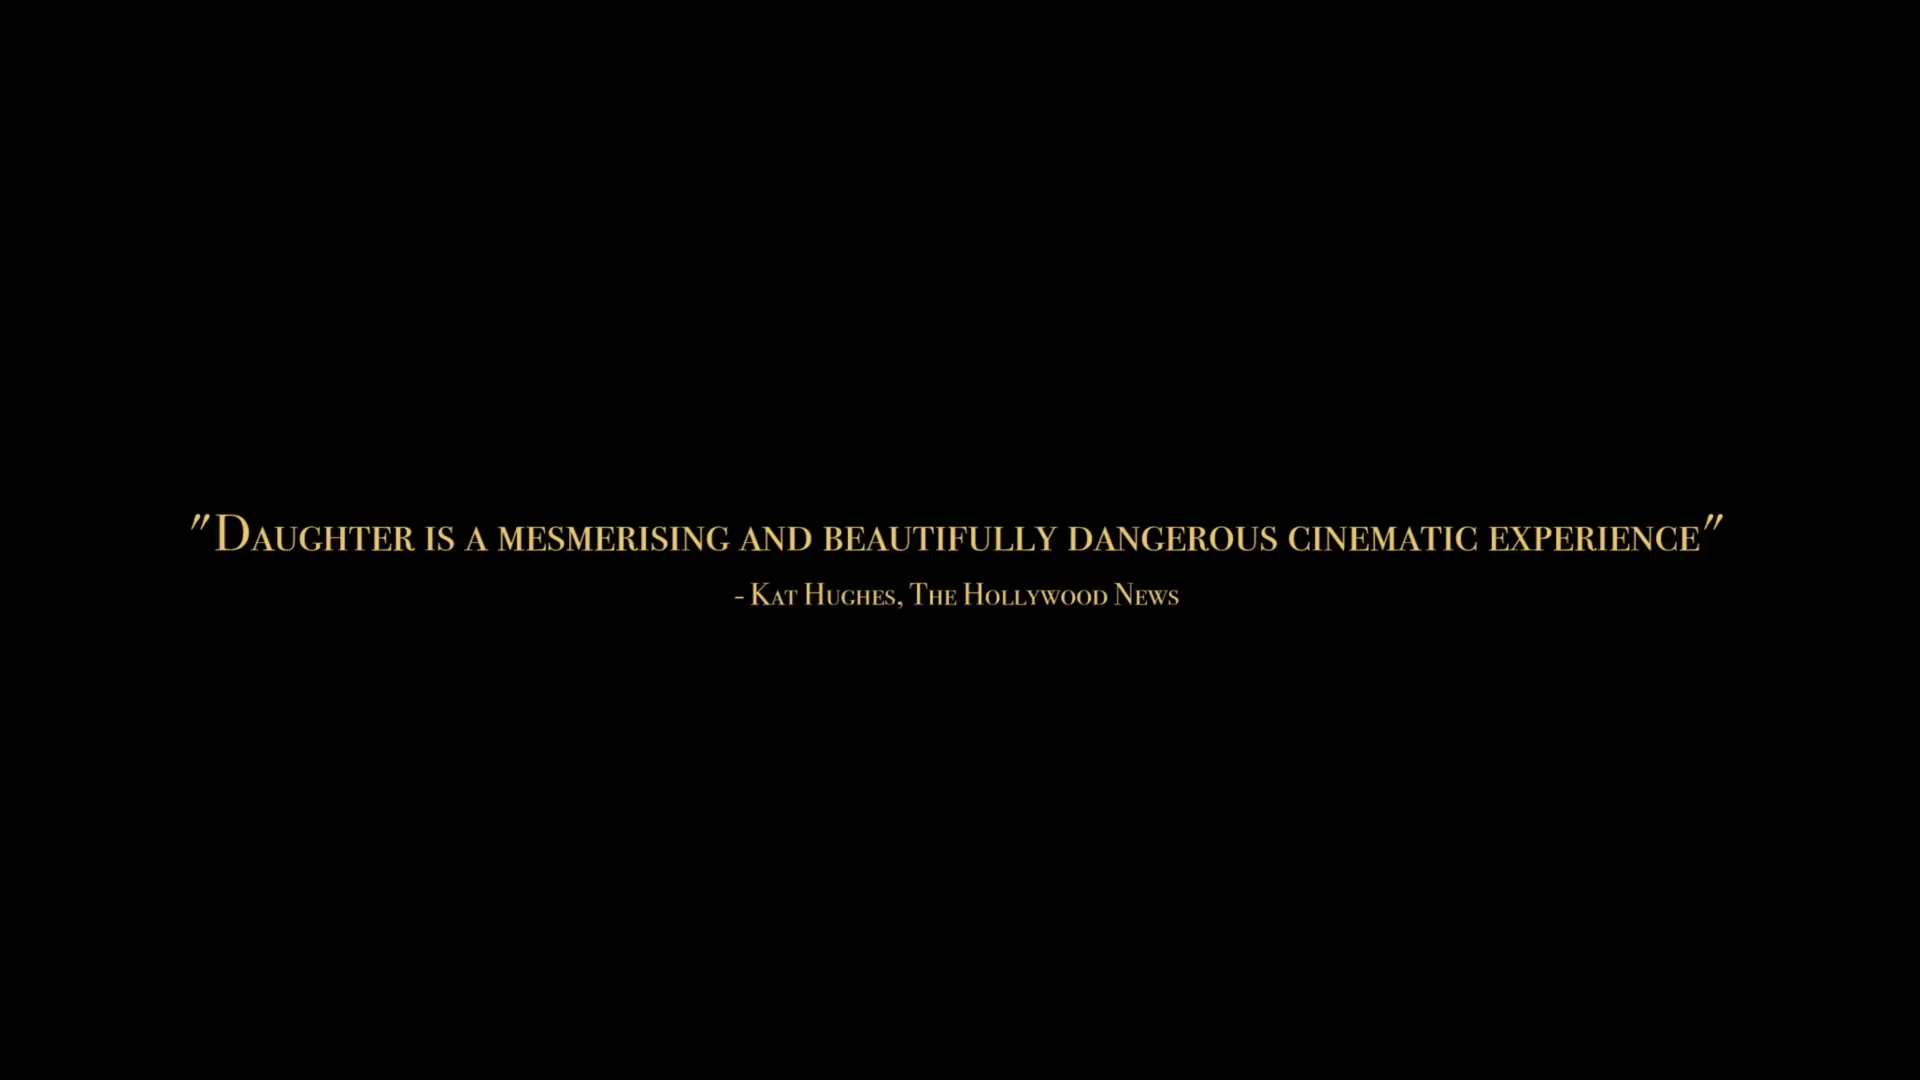 "Daughter is a mesmerising and beautifully dangerous cinematic experience"
- Kat Hughes, The Hollywood News